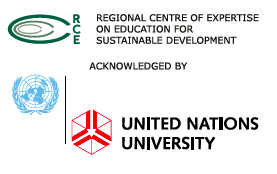 RCE
REGIONAL CENTRE OF EXPERTISE
ON EDUCATION FOR
SUSTAINABLE DEVELOPMENT
ACKNOWLEDGED BY
UNITED NATIONS
UNIVERSITY